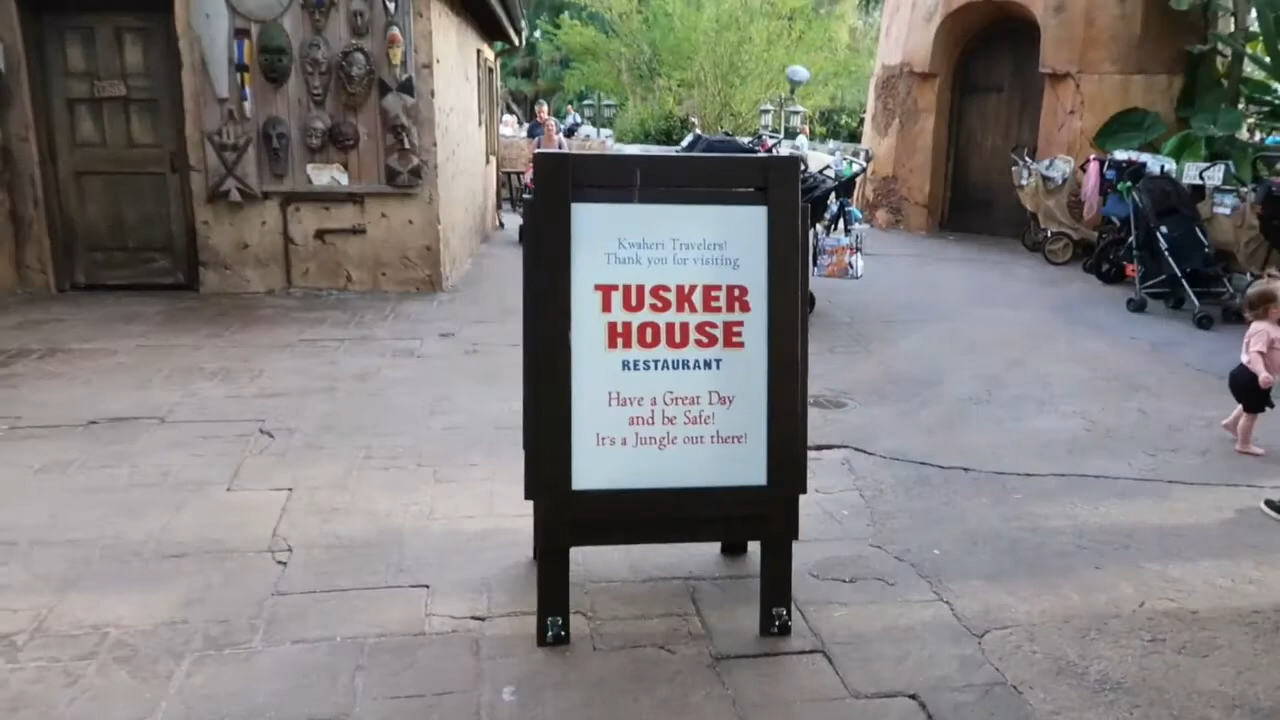 Kwaheri Travelers!
Thank you for visiting
TUSKER
HOUSE
RESTAURANT
Have a Great Day
and be Safe!
It's a Jungle out there!